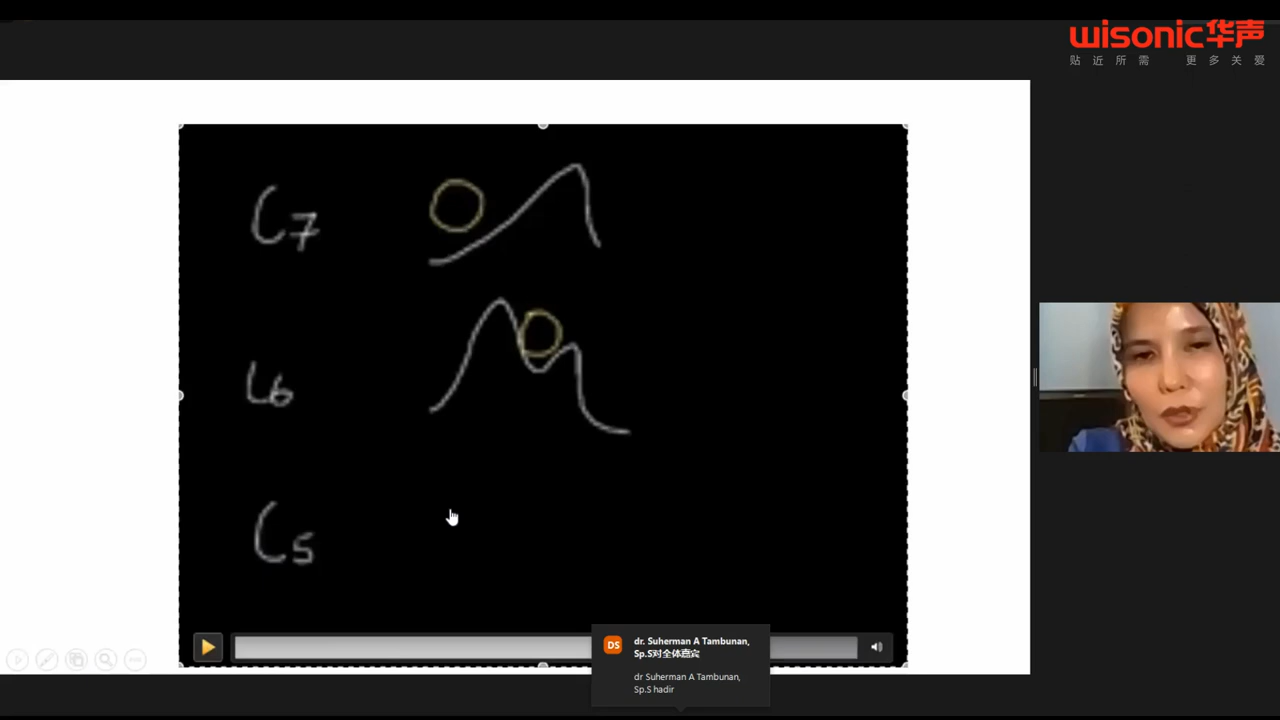 wisonic华声
贴近所需 更多关爱
C7
C6
C5
DS
dr. Suherman A Tambunan,
Sp.S对全体嘉宾
dr Suherman A Tambunan,
Sp.S hadir